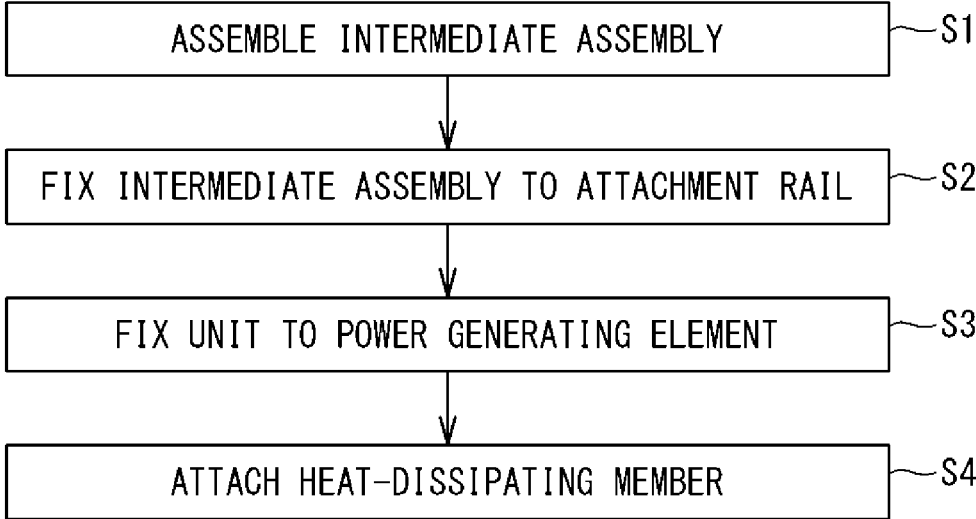 ASSEMBLE INTERMEDIATE ASSEMBLY
S1
FIX INTERMEDIATE ASSEMBLY TO ATTACHMENT RAIL
S2
FIX UNIT TO POWER GENERATING ELEMENT
S3
ATTACH HEAT-DISSIPATING MEMBER
S4